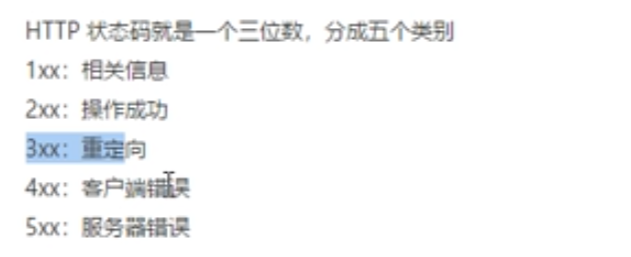 HTTP 状态码就是一个三位数，分成五个类别
1xx：相关信息
2xx：操作成功
3xx：重定向
4xx：客户端错误
5xx：服务器错误